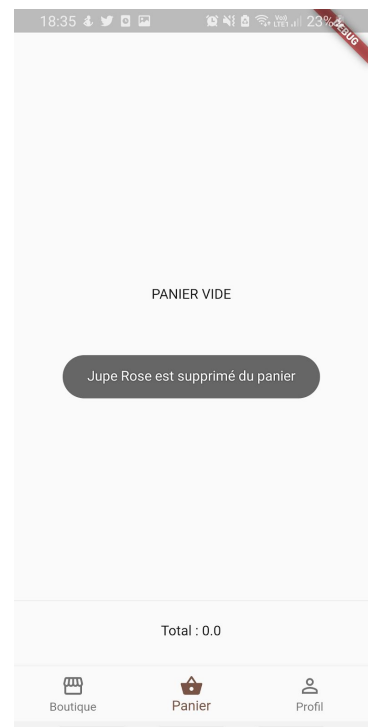 18:35 23%
DEBUG
PANIER VIDE
Jupe Rose est supprimé du panier
Total : 0.0
Boutique Panier Profil